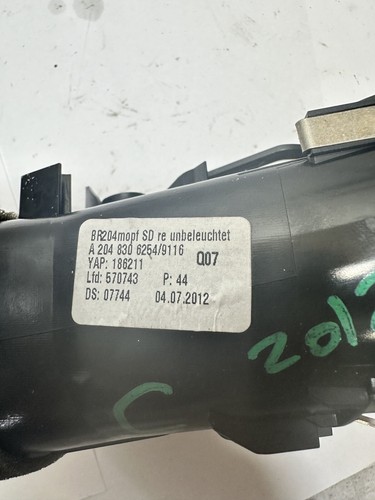 BR204mopf SD re unbeleuchtet
A 204 830 6254/9116 Q07
YAP: 186211
Lfd: 570743 P: 44
DS: 07744 04.07.2012
C 2012